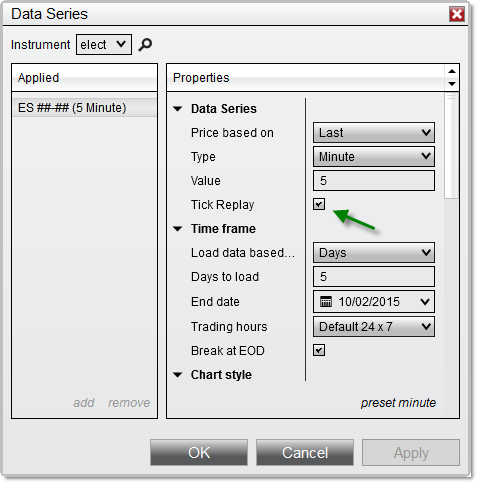 Data Series
Instrument elect
Applied
ES ##-## (5 Minute)
add remove
Properties
Data Series
Price based on Last
Type Minute
Value 5
Tick Replay
Time frame
Load data based... Days
Days to load 5
End date 10/02/2015
Trading hours Default 24 x 7
Break at EOD
Chart style
preset minute
OK Cancel Apply